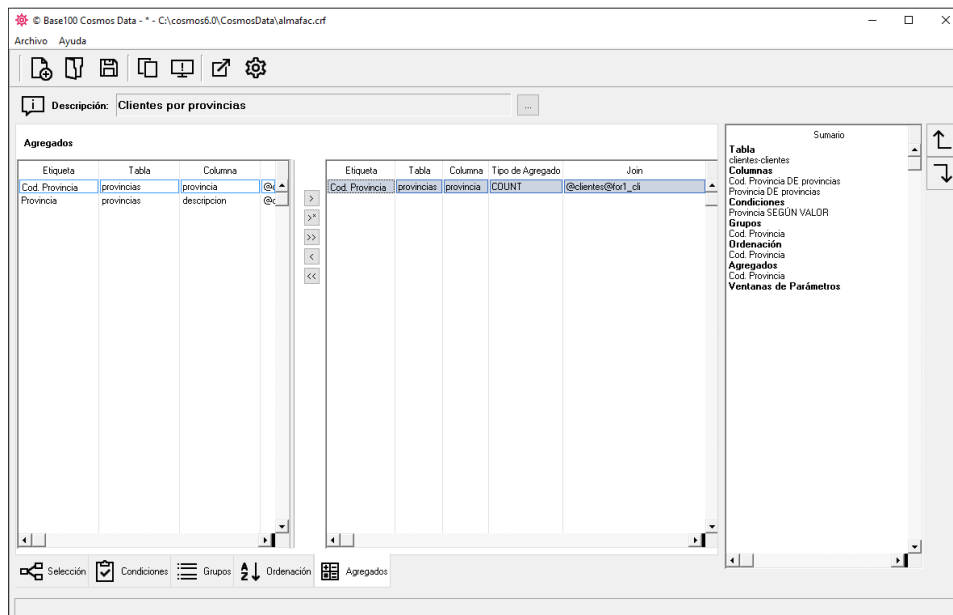 © Base100 Cosmos Data - * - C:\cosmos6.0\CosmosData\almafac.crf
Archivo Ayuda
Descripción: Clientes por provincias ...
Agregados
Etiqueta Tabla Columna
Cod. Provincia provincias provincia
Provincia provincias descripcion
>
>*
>>
<
<<
Etiqueta Tabla Columna Tipo de Agregado Join
Cod. Provincia provincias provincia COUNT @clientes@for1_cli
Sumario
Tabla
clientes-clientes
Columnas
Cod. Provincia DE provincias
Provincia DE provincias
Condiciones
Provincia SEGÚN VALOR
Grupos
Cod. Provincia
Ordenación
Cod. Provincia
Agregados
Cod. Provincia
Ventanas de Parámetros
Selección Condiciones Grupos Ordenación Agregados